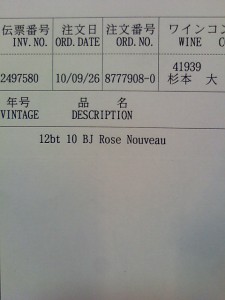 伝票番号 注文日 注文番号 ワインコン
INV.NO. ORD.DATE ORD.NO. WINE C
2497580 10/09/26 8777908-0 41939
杉本 大
年号 品 名
VINTAGE DESCRIPTION
12bt 10 BJ Rose Nouveau